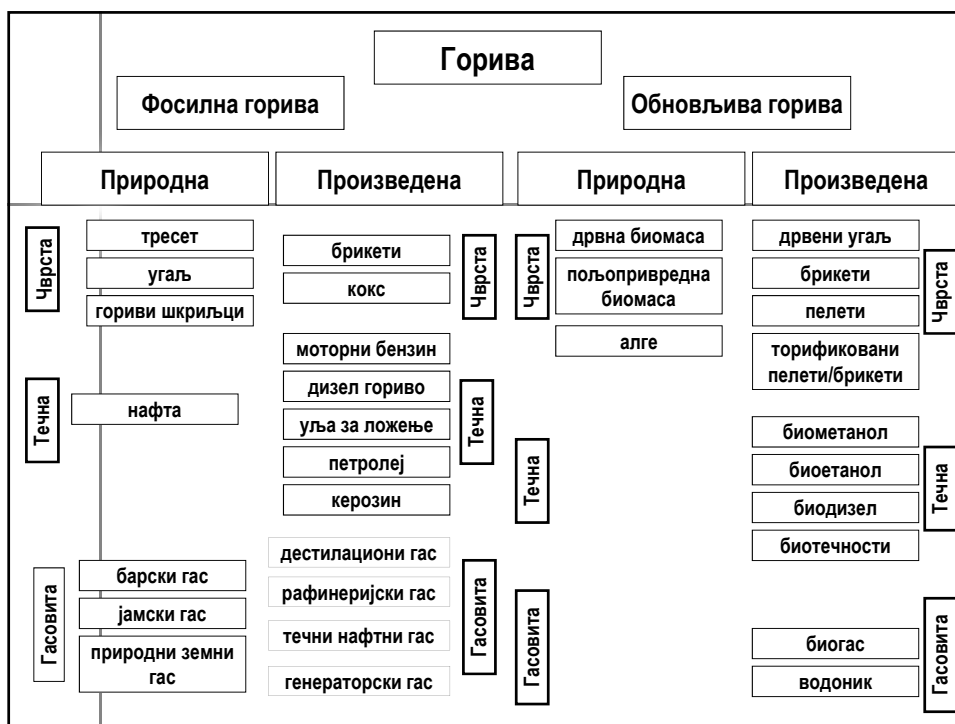 Горива
Фосилна горива
Обновљива горива
Природна
Произведена
Природна
Произведена
Чврста
тресет
угаљ
гориви шкриљци
Течна
нафта
Гасовита
барски гас
јамски гас
природни земни
гас
брикети
кокс
Чврста
моторни бензин
дизел гориво
уља за ложење
петролеј
керозин
Течна
дестилациони гас
рафинеријски гас
течни нафтни гас
генераторски гас
Гасовита
Чврста
дрвна биомаса
пољопривредна
биомаса
алге
Течна
Гасовита
дрвени угаљ
брикети
пелети
торификовани
пелети/брикети
Чврста
биометанол
биоетанол
биодизел
биотечности
Течна
биогас
водоник
Гасовита